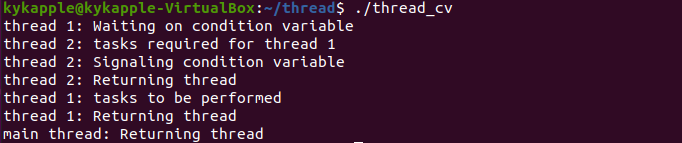 kykapple@kykapple-VirtualBox:~/thread$ ./thread_cv
thread 1: Waiting on condition variable
thread 2: tasks required for thread 1
thread 2: Signaling condition variable
thread 2: Returning thread
thread 1: tasks to be performed
thread 1: Returning thread
main thread: Returning thread